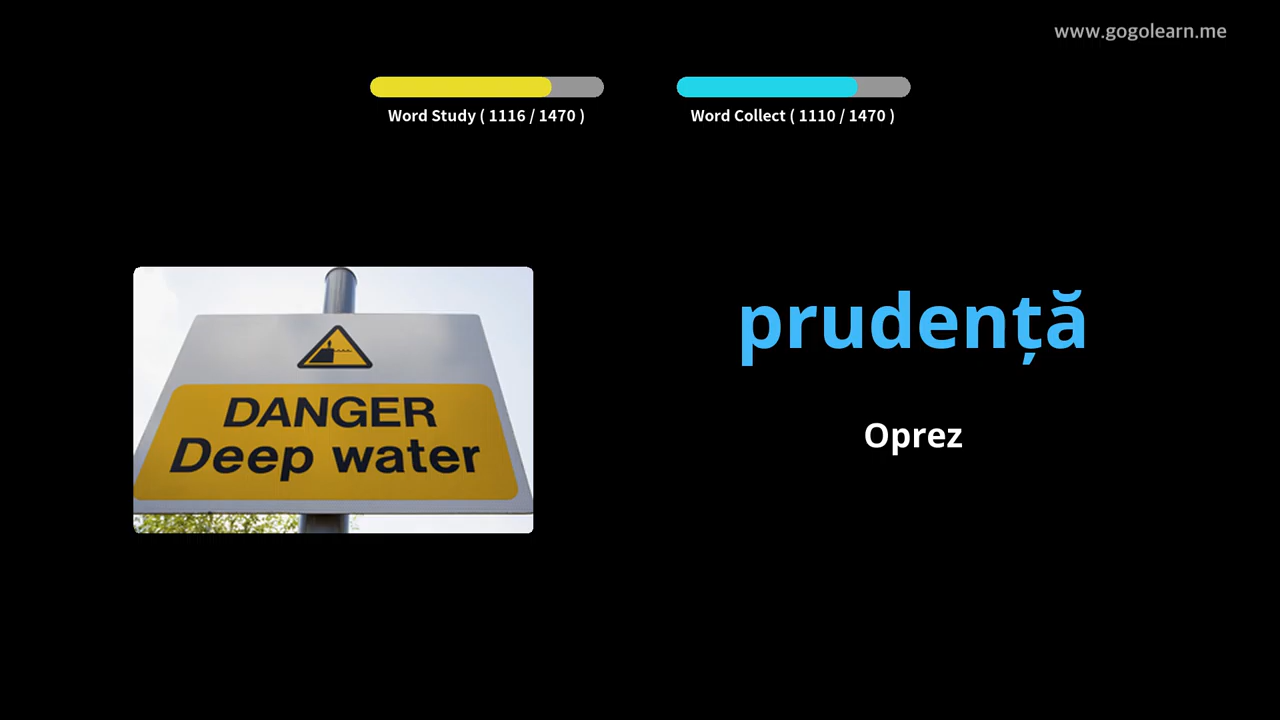 www.gogolearn.me
Word Study ( 1116 / 1470 )
Word Collect ( 1110 / 1470 )
DANGER
Deep water
prudență
Oprez